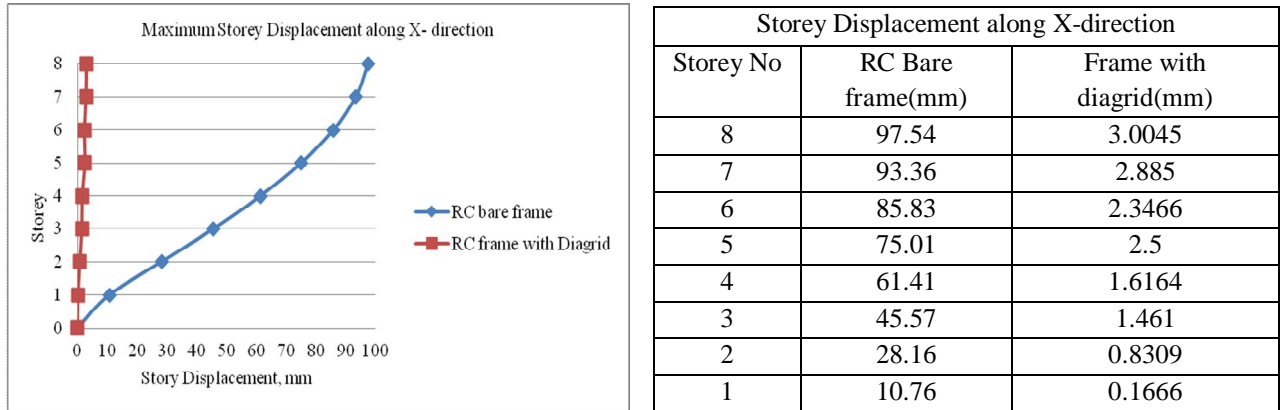 Maximum Storey Displacement along X- direction
8
7
6
5
4
3
2
1
0
Storey
0 10 20 30 40 50 60 70 80 90 100
Story Displacement, mm
RC bare frame
RC frame with Diagrid
Storey Displacement along X-direction
Storey No RC Bare Frame with
frame(mm) diagrid(mm)
8 97.54 3.0045
7 93.36 2.885
6 85.83 2.3466
5 75.01 2.5
4 61.41 1.6164
3 45.57 1.461
2 28.16 0.8309
1 10.76 0.1666